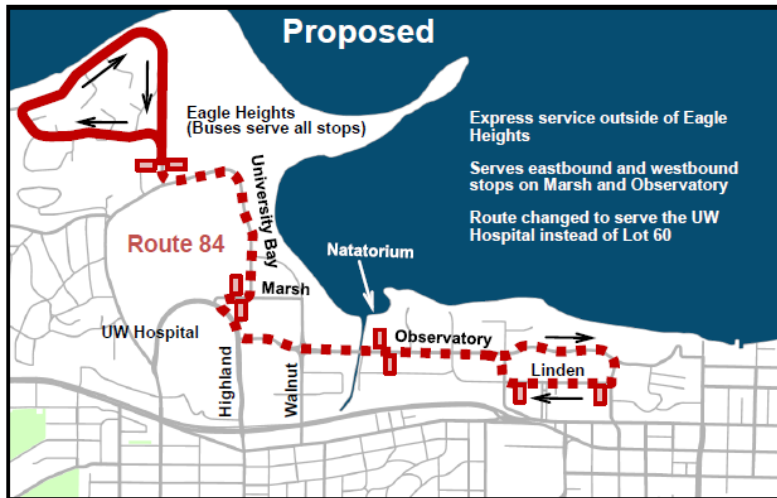 Proposed
Eagle Heights
(Buses serve all stops)
Express service outside of Eagle
Heights
Serves eastbound and westbound
stops on Marsh and Observatory
Route changed to serve the UW
Hospital instead of Lot 60
University Bay
Route 84
Natatorium
Marsh
UW Hospital
Observatory
Linden
Highland
Walnut